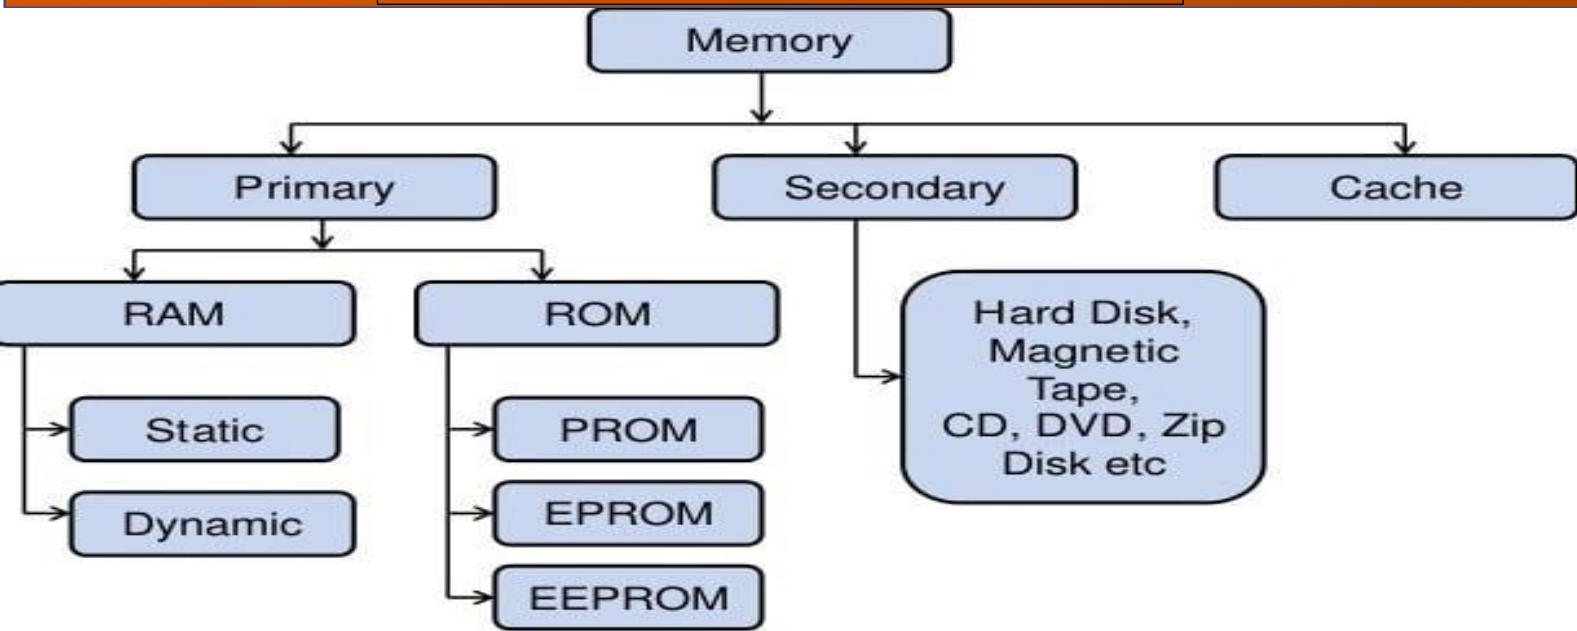 Memory
Primary
Secondary
Cache
RAM
ROM
Hard Disk,
Magnetic
Tape,
CD, DVD, Zip
Disk etc
Static
PROM
Dynamic
EPROM
EEPROM